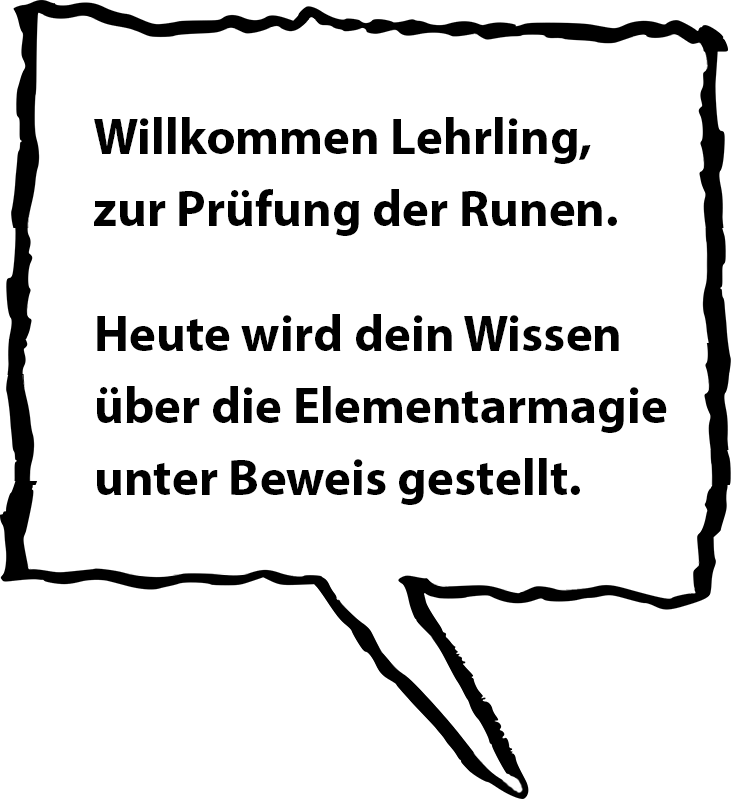 Willkommen Lehrling,
zur Prüfung der Runen.
Heute wird dein Wissen
über die Elementarmagie
unter Beweis gestellt.